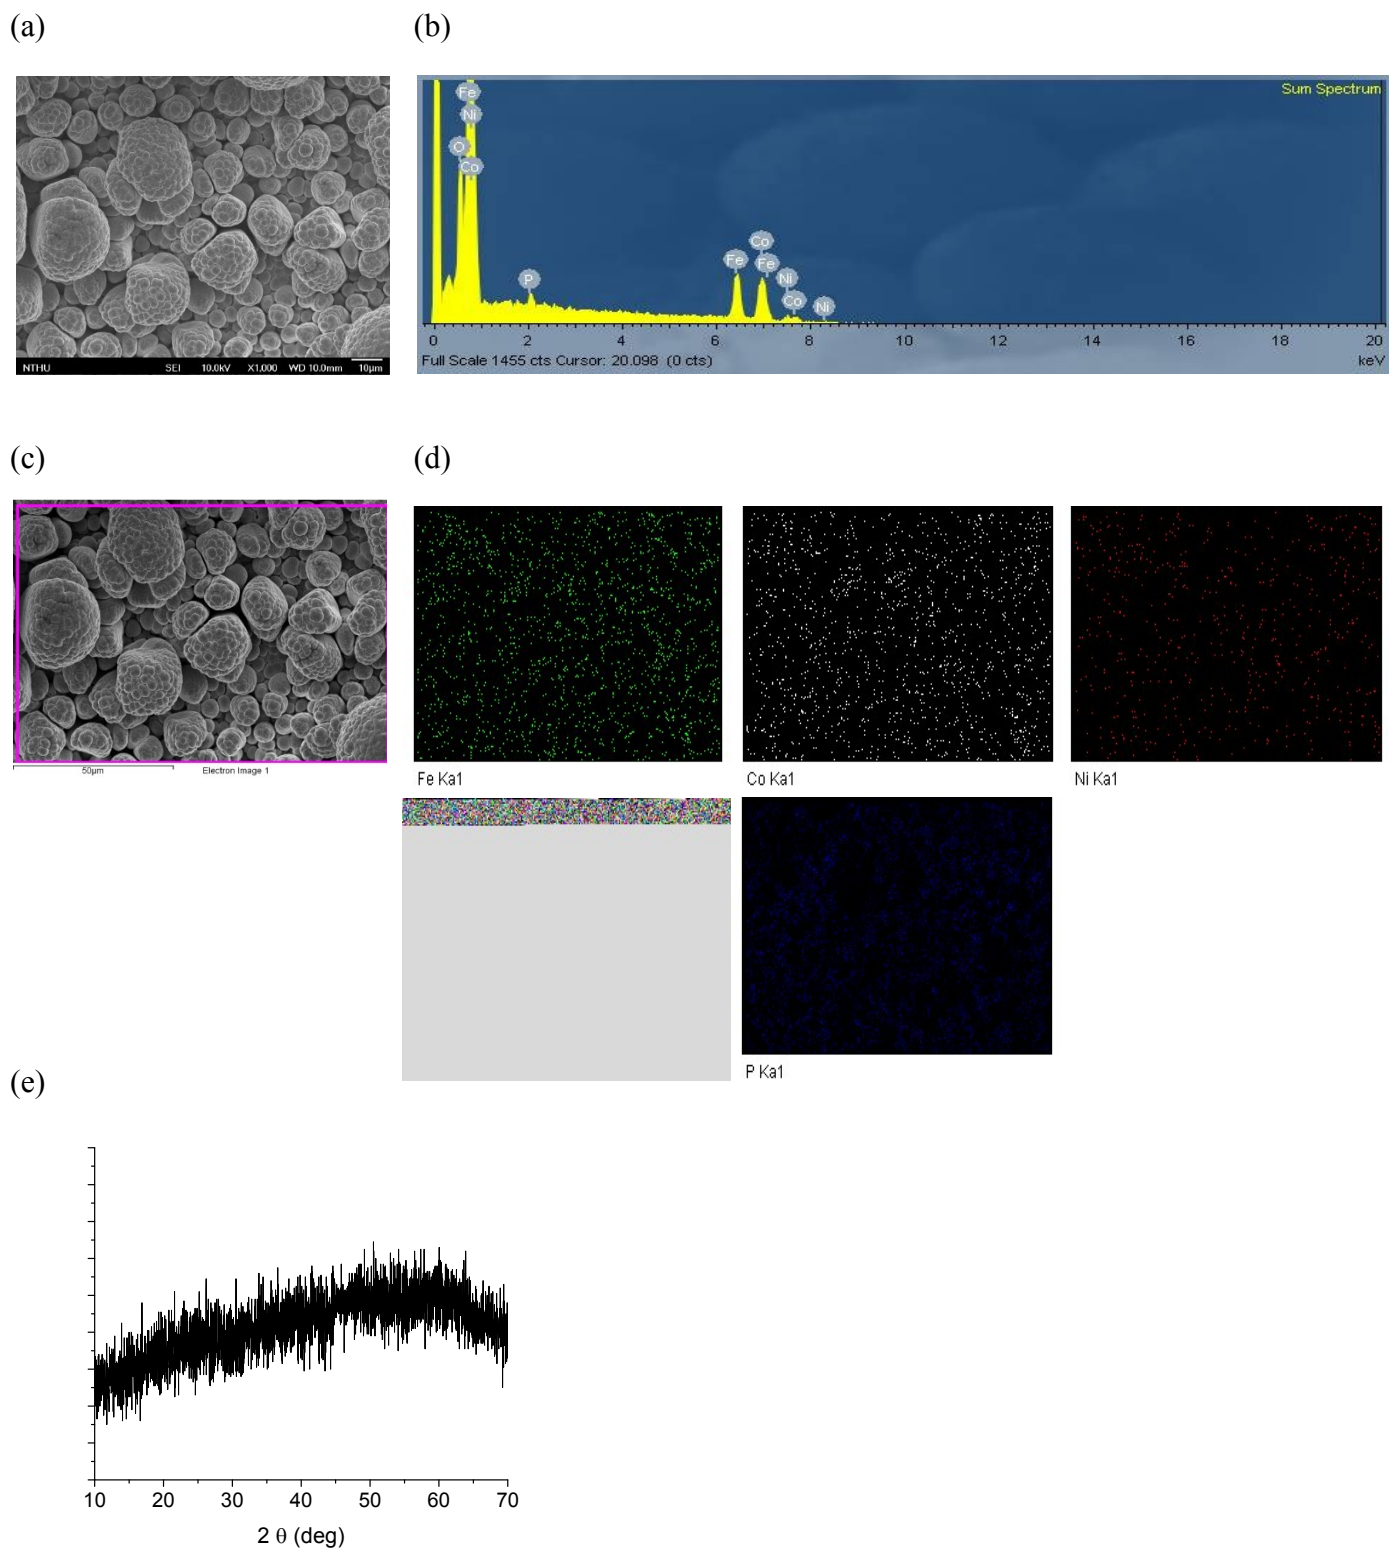 (a)
(b)
NTHU SEI 10.0kV X1,000 WD 10.0mm 10µm
Sum Spectrum
Fe
Ni
O
Co
P
Fe
Co
Fe
Ni
Co
Ni
0 2 4 6 8 10 12 14 16 18 20
Full Scale 1455 cts Cursor: 20.098 (0 cts) keV
(c)
(d)
50µm Electron Image 1
Fe Ka1
Co Ka1
Ni Ka1
P Ka1
(e)
10 20 30 40 50 60 70
2 θ (deg)